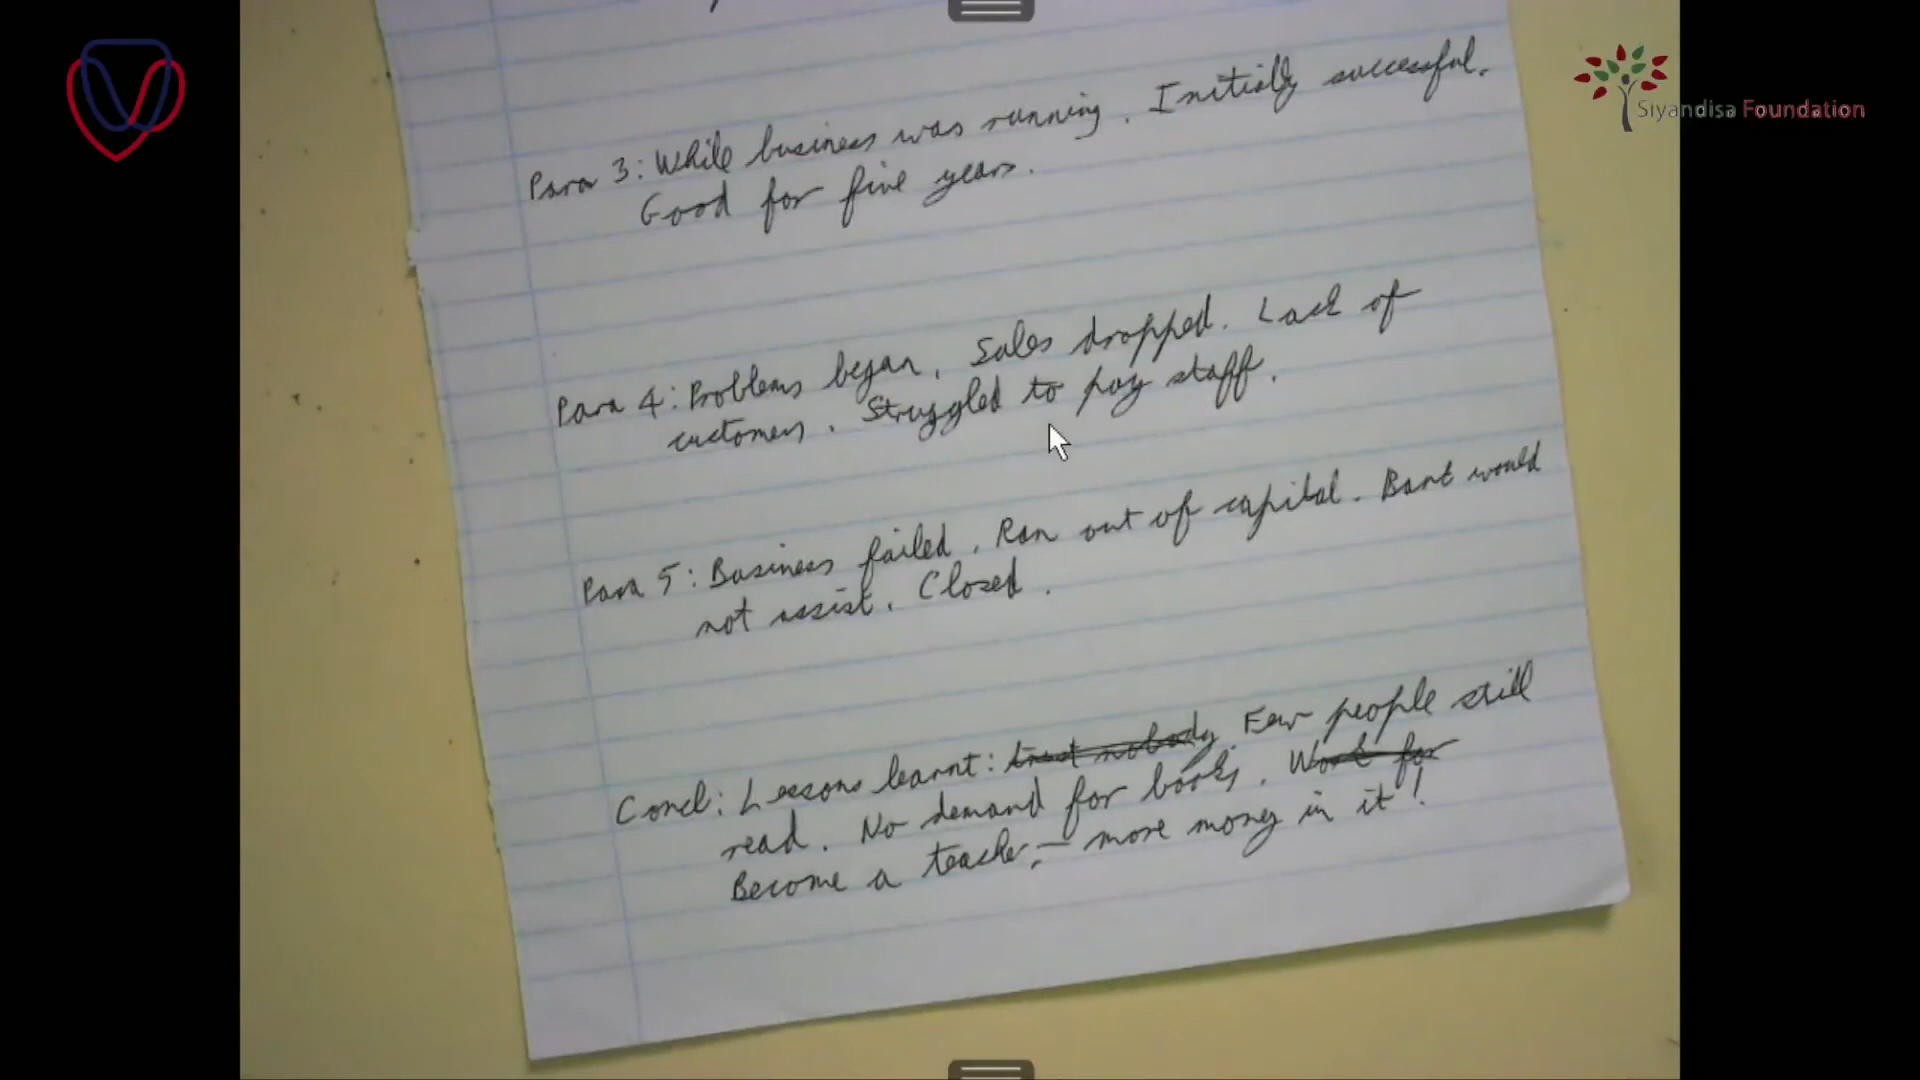 Siyandisa Foundation
Para 3: While business was running. Initially successful.
Good for five years.
Para 4: Problems began. Sales dropped. Lack of
customers. Struggled to pay staff.
Para 5: Business failed. Ran out of capital. Bank would
not assist. Closed.
Concl: Lessons learnt: trust nobody. Few people still
read. No demand for books. Work for
Become a teacher – more money in it!